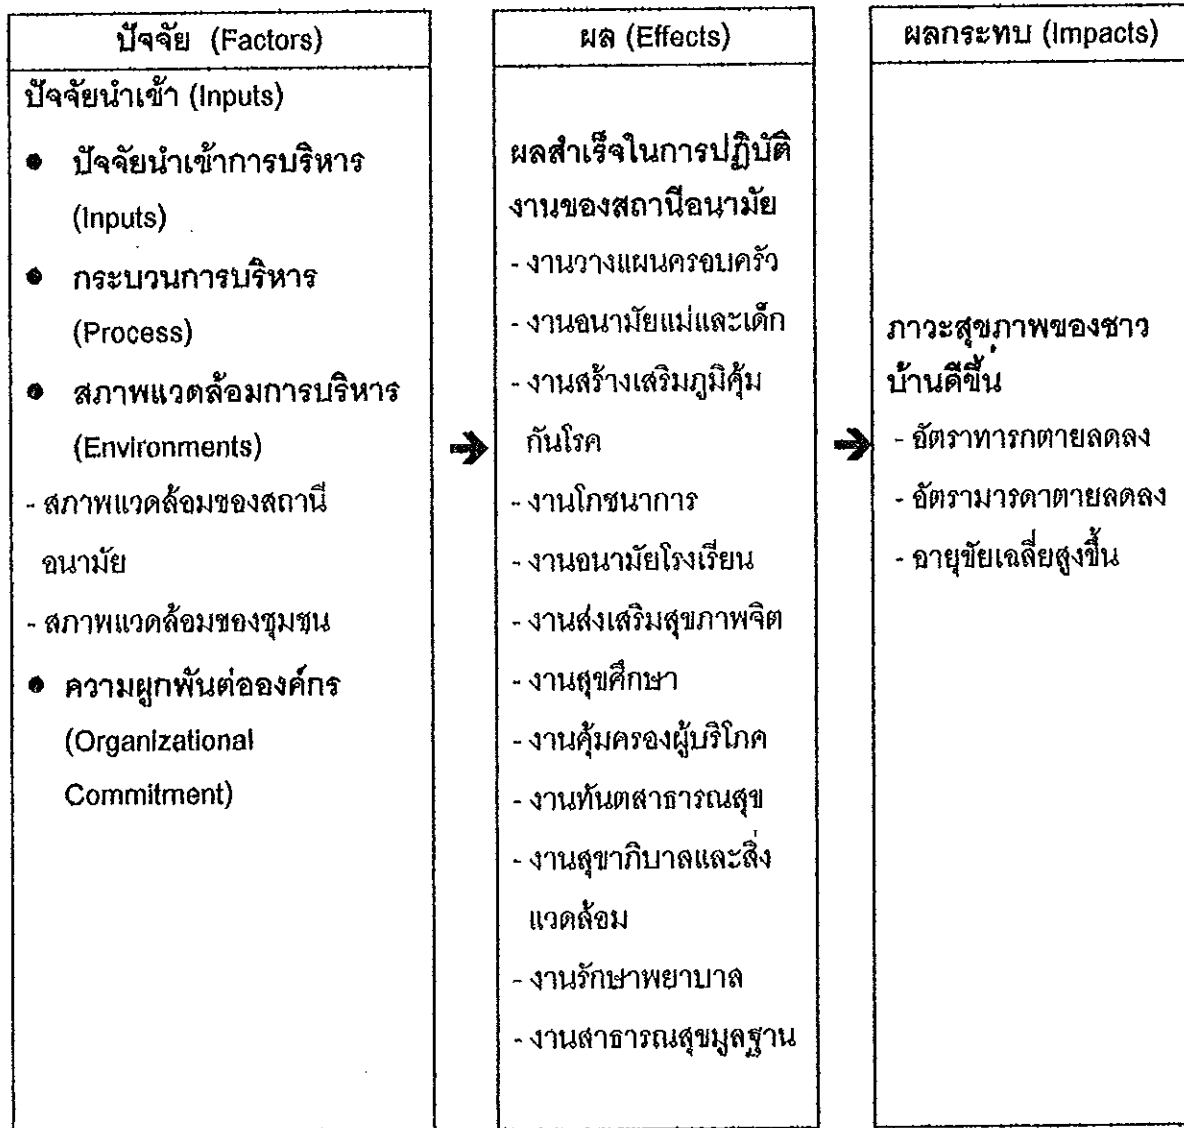 ปัจจัย (Factors)
ปัจจัยนำเข้า (Inputs)
● ปัจจัยนำเข้าการบริหาร
(Inputs)
● กระบวนการบริหาร
(Process)
● สภาพแวดล้อมการบริหาร
(Environments)
- สภาพแวดล้อมของสถานี
อนามัย
- สภาพแวดล้อมของชุมชน
● ความผูกพันต่อองค์กร
(Organizational
Commitment)
➔
ผล (Effects)
ผลสำเร็จในการปฏิบัติ
งานของสถานีอนามัย
- งานวางแผนครอบครัว
- งานอนามัยแม่และเด็ก
- งานสร้างเสริมภูมิคุ้ม
กันโรค
- งานโภชนาการ
- งานอนามัยโรงเรียน
- งานส่งเสริมสุขภาพจิต
- งานสุขศึกษา
- งานคุ้มครองผู้บริโภค
- งานทันตสาธารณสุข
- งานสุขาภิบาลและสิ่ง
แวดล้อม
- งานรักษาพยาบาล
- งานสาธารณสุขมูลฐาน
➔
ผลกระทบ (Impacts)
ภาวะสุขภาพของชาว
บ้านดีขึ้น
- อัตราทารกตายลดลง
- อัตรามารดาตายลดลง
- อายุขัยเฉลี่ยสูงขึ้น